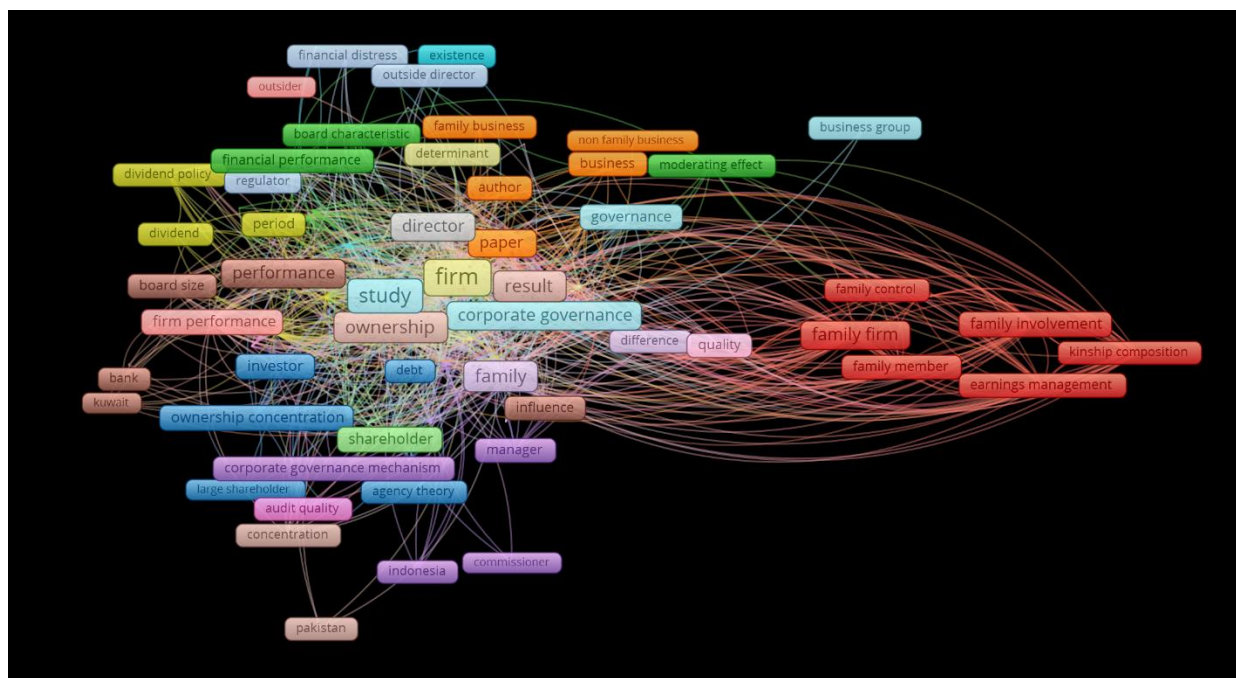 financial distress
existence
outside director
outsider
business group
family business
board characteristic
non family business
determinant
financial performance
business
moderating effect
dividend policy
regulator
author
governance
period
director
dividend
paper
performance
firm
board size
result
family control
study
corporate governance
firm performance
ownership
family involvement
family firm
difference
quality
kinship composition
investor
debt
family member
bank
family
earnings management
kuwait
influence
ownership concentration
shareholder
manager
corporate governance mechanism
large shareholder
agency theory
audit quality
concentration
commissioner
indonesia
pakistan